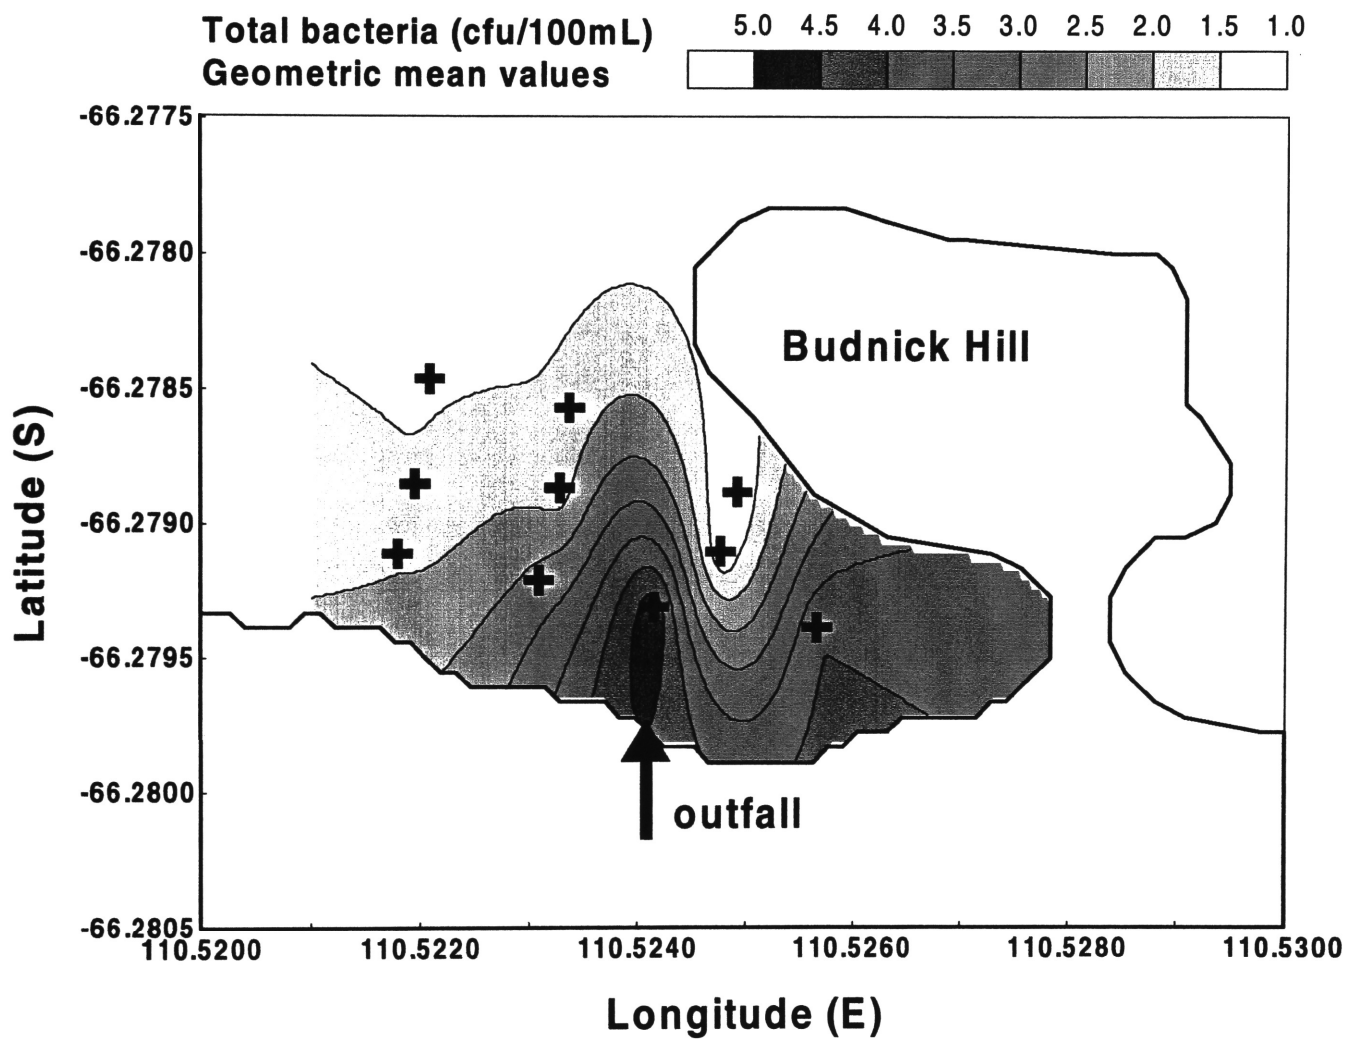 Total bacteria (cfu/100mL)
Geometric mean values
5.0 4.5 4.0 3.5 3.0 2.5 2.0 1.5 1.0
-66.2775
-66.2780
-66.2785
-66.2790
-66.2795
-66.2800
-66.2805
Latitude (S)
Budnick Hill
outfall
110.5200 110.5220 110.5240 110.5260 110.5280 110.5300
Longitude (E)